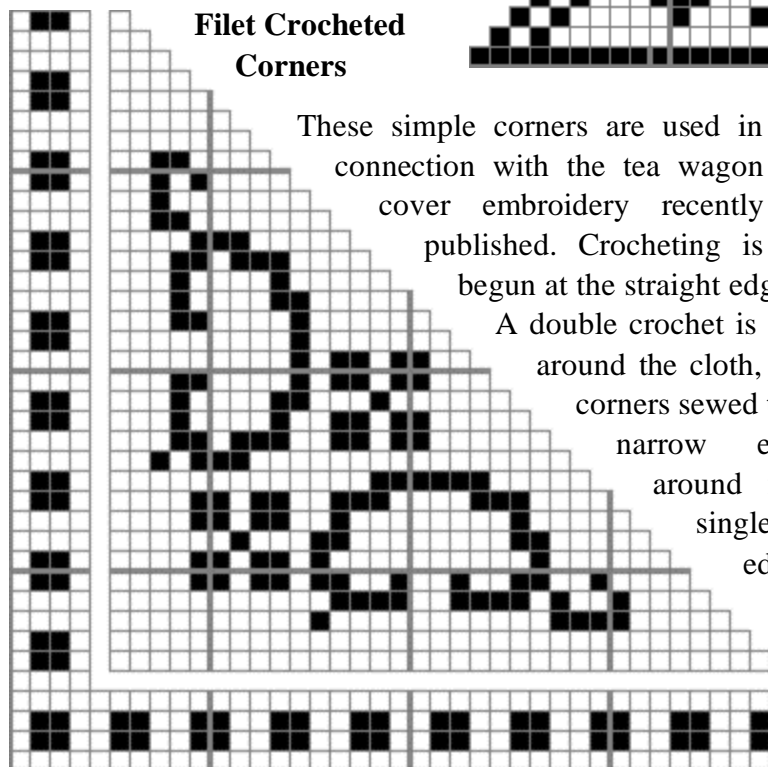 Filet Crocheted
Corners
These simple corners are used in
connection with the tea wagon
cover embroidery recently
published. Crocheting is
begun at the straight edg
A double crochet is
around the cloth,
corners sewed
narrow e
around
single
ed